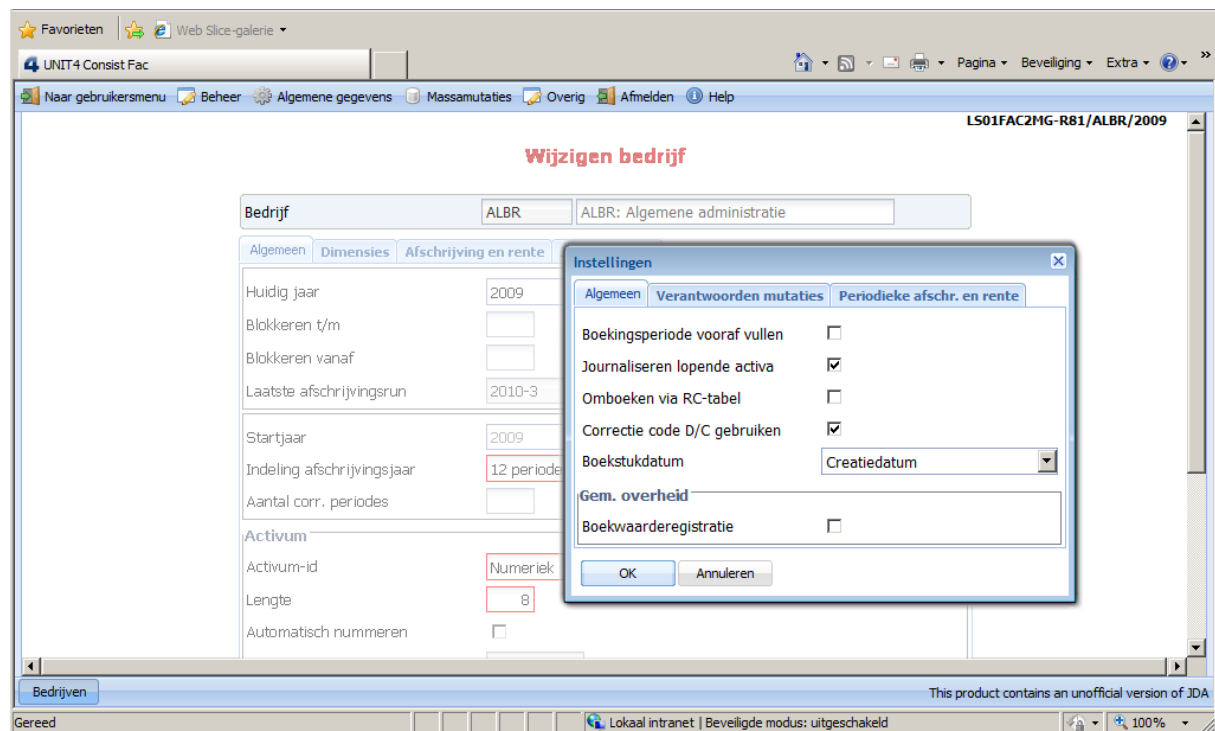 Favorieten Web Slice-galerie
UNIT4 Consist Fac Pagina Beveiliging Extra »
Naar gebruikersmenu Beheer Algemene gegevens Massamutaties Overig Afmelden Help
LS01FAC2MG-R81/ALBR/2009
Wijzigen bedrijf
Bedrijf ALBR ALBR: Algemene administratie
Algemeen Dimensies Afschrijving en rente
Huidig jaar 2009
Blokkeren t/m
Blokkeren vanaf
Laatste afschrijvingsrun 2010-3
Startjaar 2009
Indeling afschrijvingsjaar 12 periode
Aantal corr. periodes
Activum
Activum-id Numeriek
Lengte 8
Automatisch nummeren
Instellingen
Algemeen Verantwoorden mutaties Periodieke afschr. en rente
Boekingsperiode vooraf vullen
Journaliseren lopende activa
Omboeken via RC-tabel
Correctie code D/C gebruiken
Boekstukdatum Creatiedatum
Gem. overheid
Boekwaarderegistratie
OK Annuleren
Bedrijven This product contains an unofficial version of JDA
Gereed Lokaal intranet | Beveiligde modus: uitgeschakeld 100%